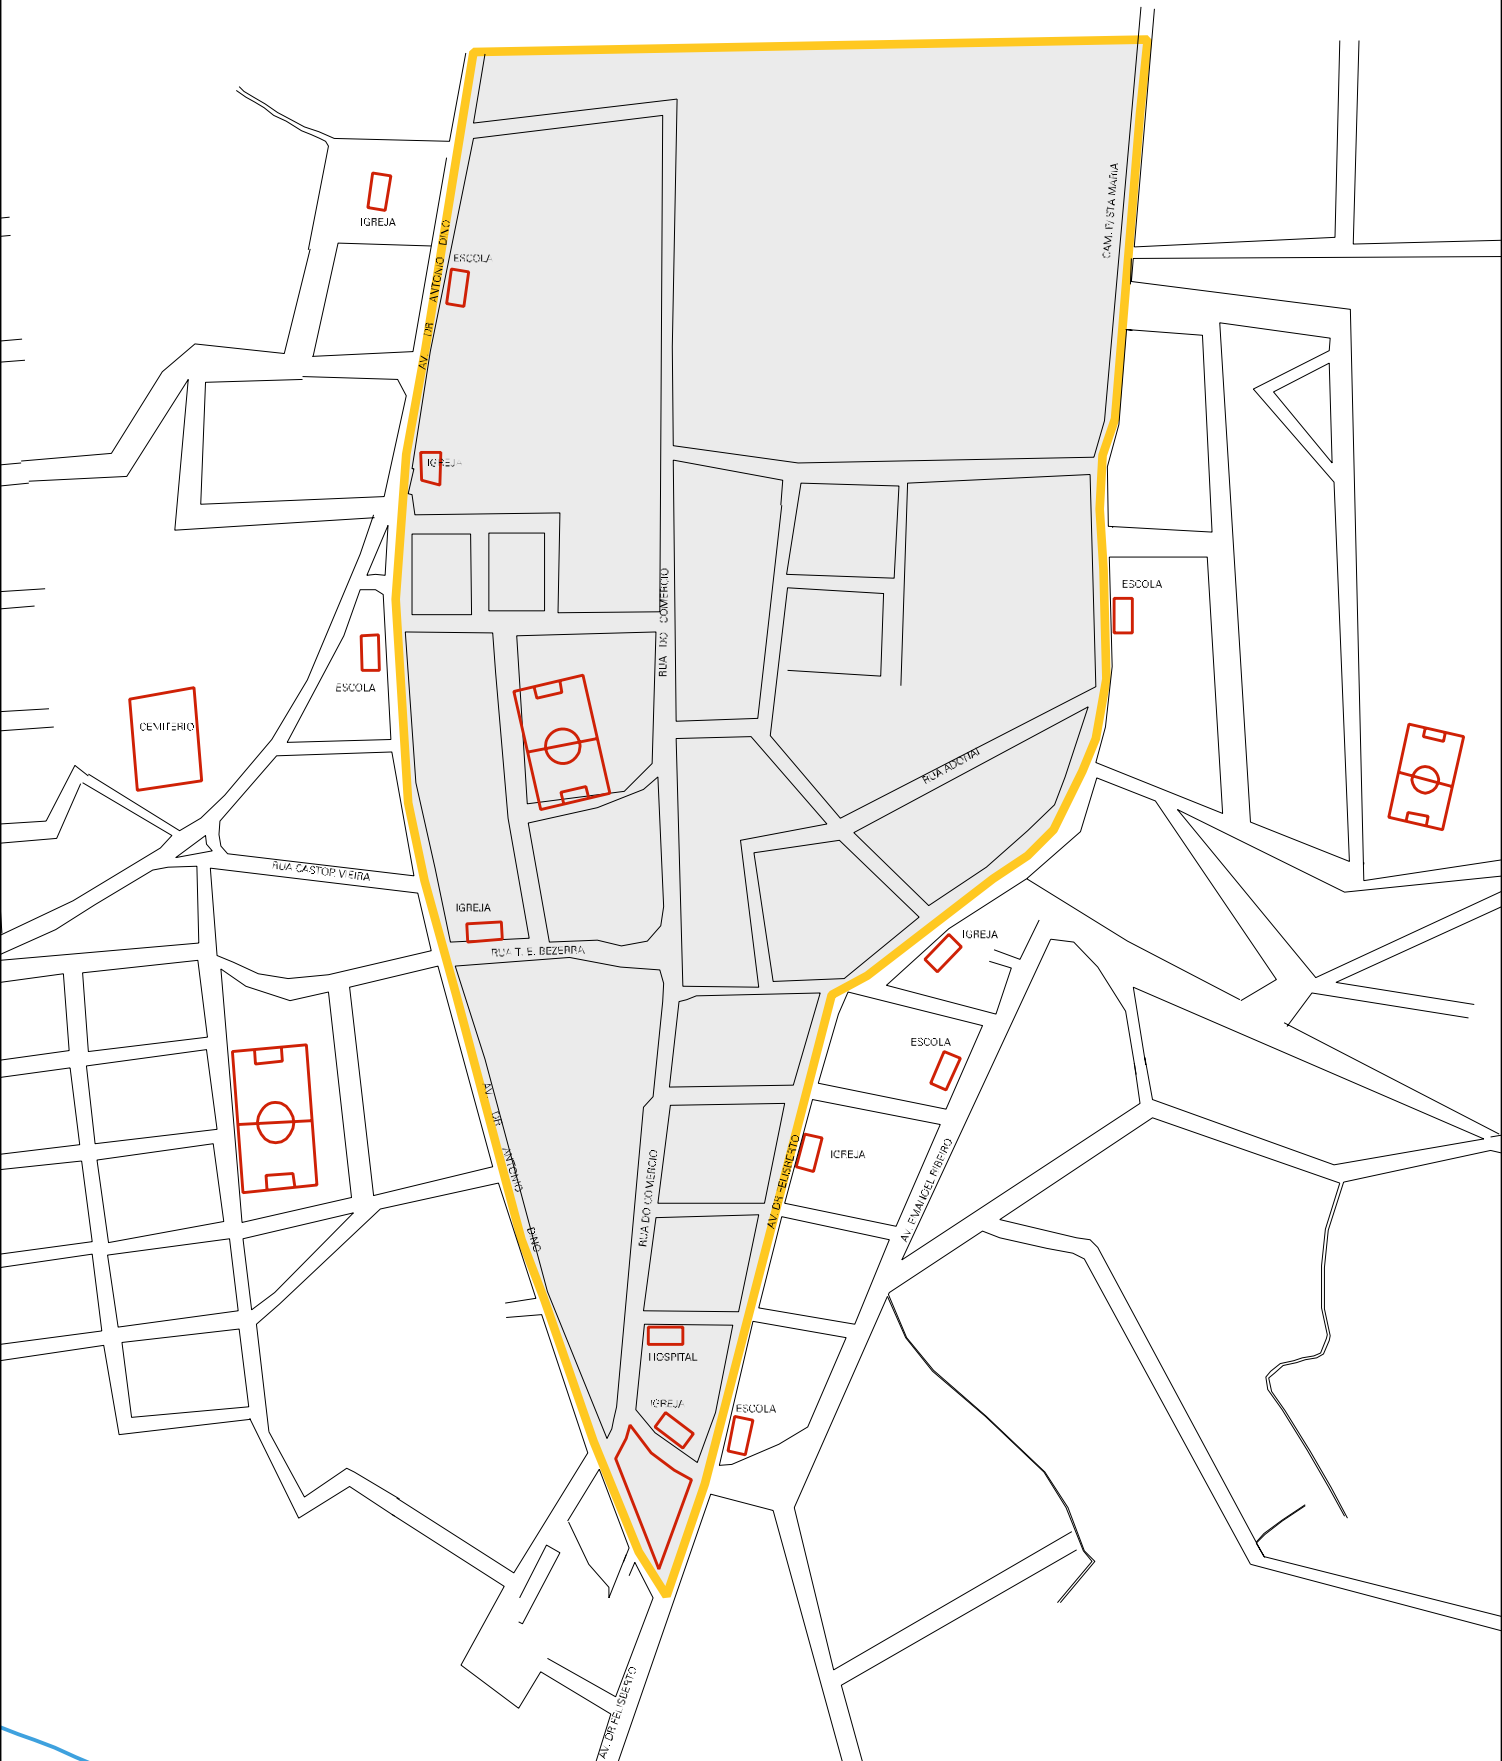 CAM. P/ STA MARIA
IGREJA
AV. DR ANTONIO DINO
ESCOLA
IGREJA
RUA DO COMERCIO
ESCOLA
ESCOLA
CEMITERIO
RUA ADONAI
RUA CASTOR VIEIRA
IGREJA
RUA T. E. BEZERRA
IGREJA
ESCOLA
AV. DR ANTONIO DINO
RUA DO COMERCIO
AV. DR FELISBERTO
IGREJA
AV. EMANOEL RIBEIRO
HOSPITAL
IGREJA
ESCOLA
AV. DR FELISBERTO